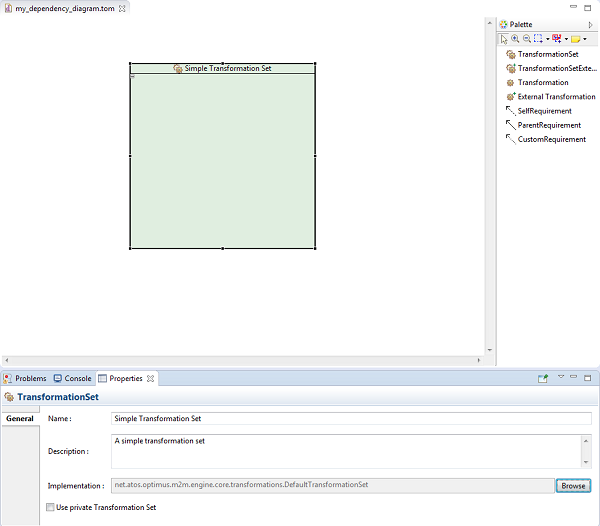 my_dependency_diagram.tom
Simple Transformation Set
Palette
TransformationSet
TransformationSetExte...
Transformation
External Transformation
SelfRequirement
ParentRequirement
CustomRequirement
Problems Console Properties
TransformationSet
General
Name : Simple Transformation Set
Description : A simple transformation set
Implementation : net.atos.optimus.m2m.engine.core.transformations.DefaultTransformationSet Browse
Use private Transformation Set